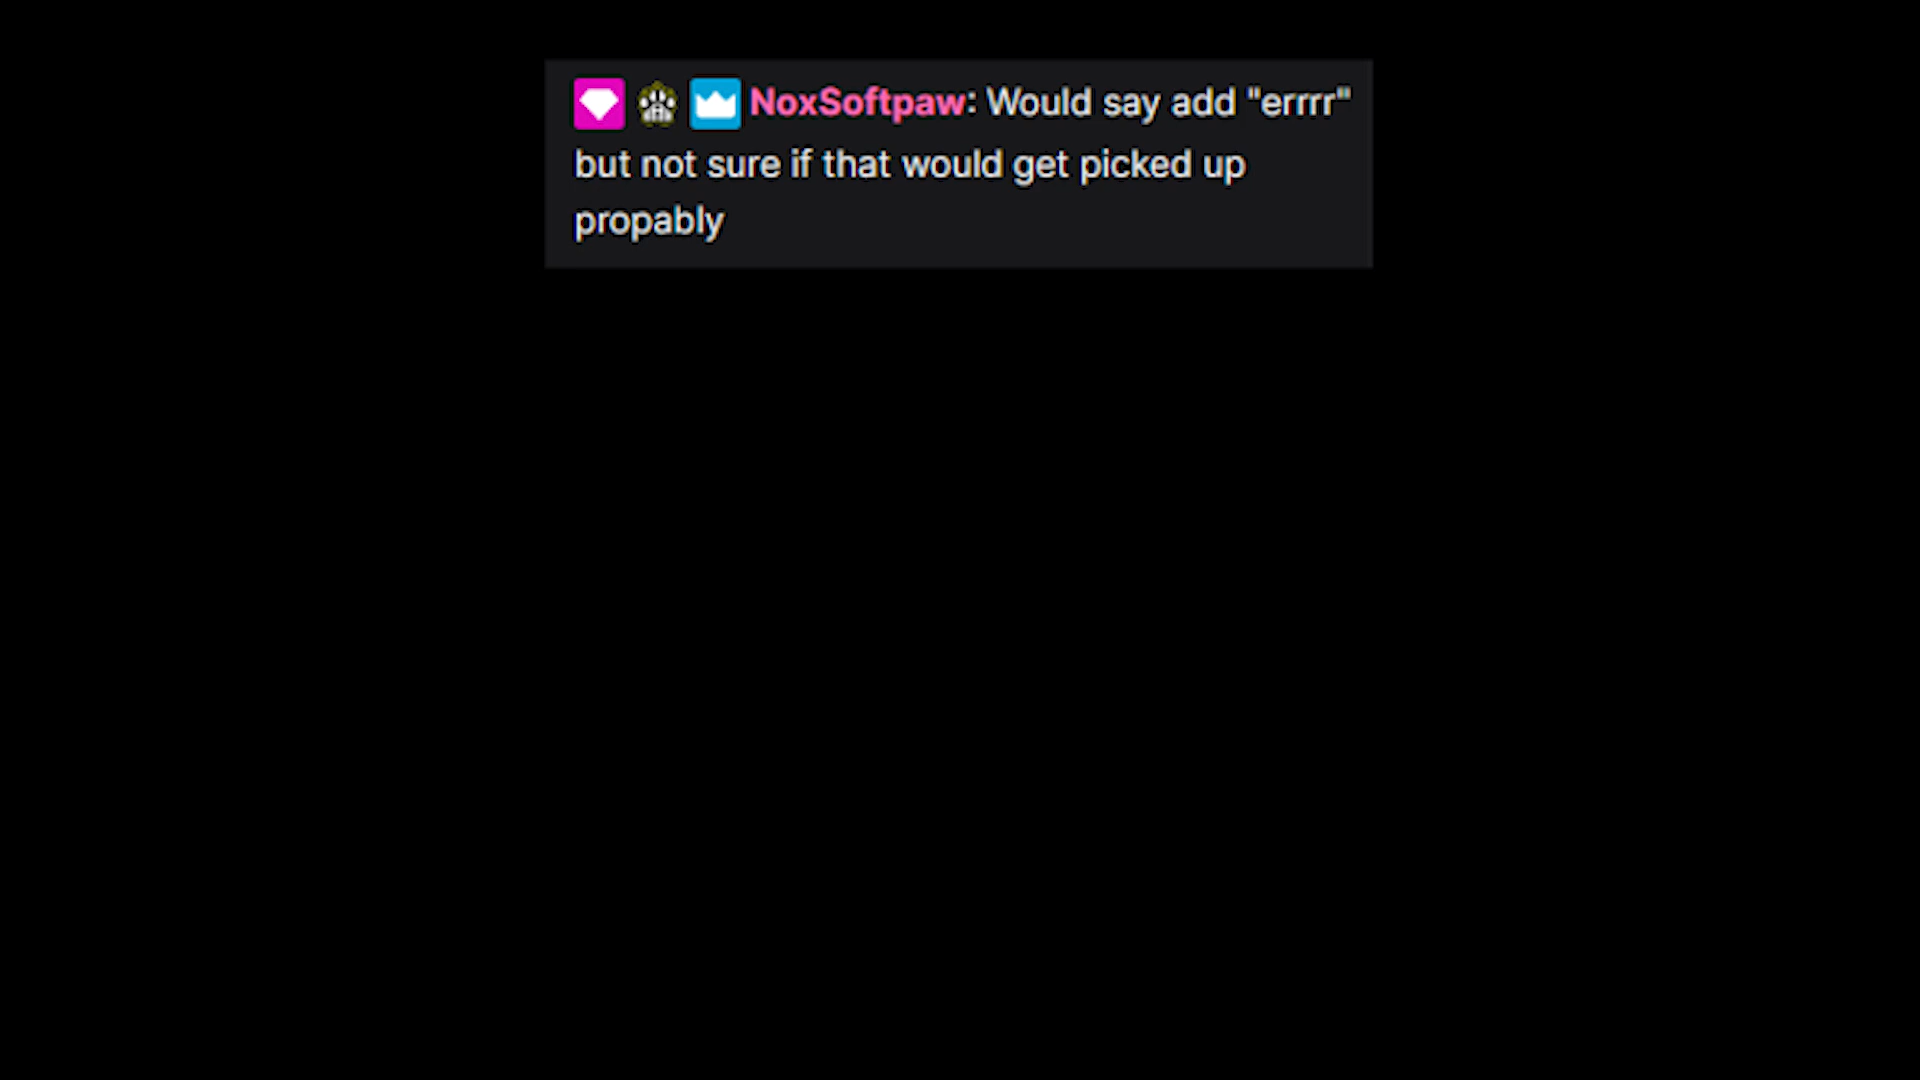 NoxSoftpaw: Would say add "errrr"
but not sure if that would get picked up
propably